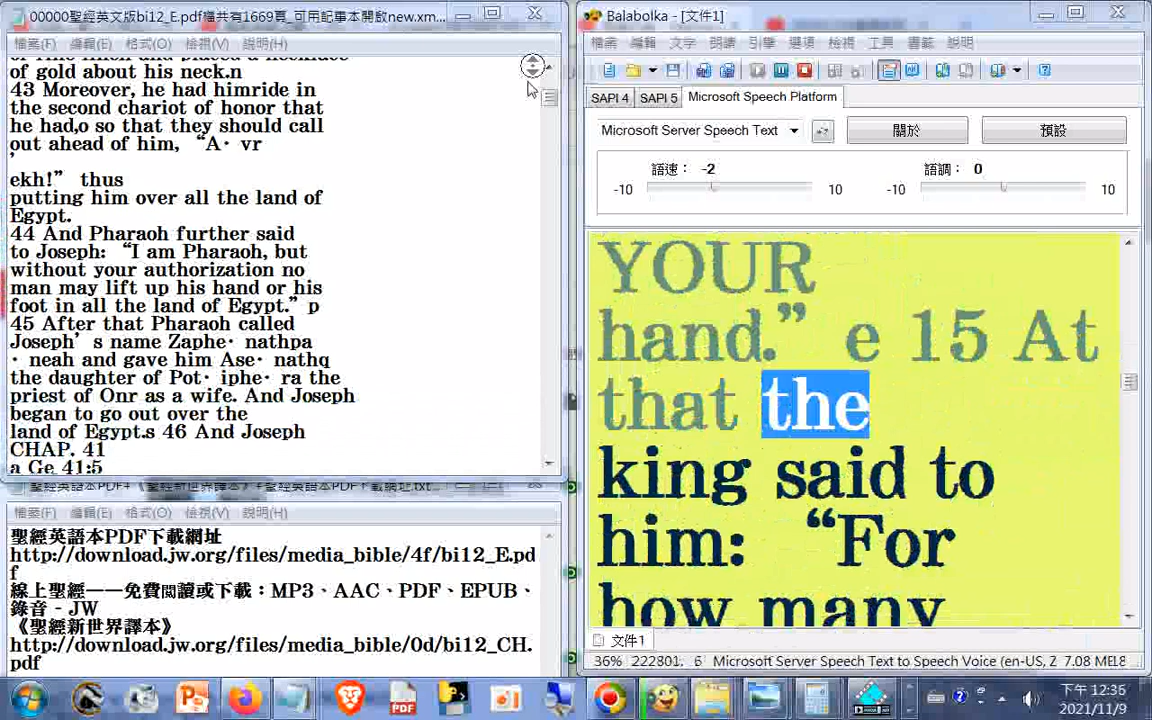 00000聖經英文版bi12_E.pdf檔共有1669頁_可用記事本開啟new.xm...
檔案(F) 編輯(E) 格式(O) 檢視(V) 說明(H)
of gold about his neck.n
43 Moreover, he had himride in
the second chariot of honor that
he had,o so that they should call
out ahead of him, “A· vr
’
ekh!” thus
putting him over all the land of
Egypt.
44 And Pharaoh further said
to Joseph: “I am Pharaoh, but
without your authorization no
man may lift up his hand or his
foot in all the land of Egypt.” p
45 After that Pharaoh called
Joseph’ s name Zaphe· nathpa
· neah and gave him Ase· nathq
the daughter of Pot· iphe· ra the
priest of Onr as a wife. And Joseph
began to go out over the
land of Egypt.s 46 And Joseph
CHAP. 41
a Ge 41:5
檔案(F) 編輯(E) 格式(O) 檢視(V) 說明(H)
聖經英語本PDF下載網址
http://download.jw.org/files/media_bible/4f/bi12_E.pd
f
線上聖經——免費閱讀或下載：MP3、AAC、PDF、EPUB、
錄音 - JW
《聖經新世界譯本》
http://download.jw.org/files/media_bible/0d/bi12_CH.
pdf
Balabolka - [文件1]
檔案 編輯 文字 朗讀 引擎 選項 檢視 工具 書籤 說明
SAPI 4 SAPI 5 Microsoft Speech Platform
Microsoft Server Speech Text 關於 預設
語速： -2 語調： 0
-10 10 -10 10
YOUR
hand.” e 15 At
that the
king said to
him: “For
how many
文件1
36% 222801, 6 Microsoft Server Speech Text to Speech Voice (en-US, Z 7.08 MEL8
下午 12:36
2021/11/9